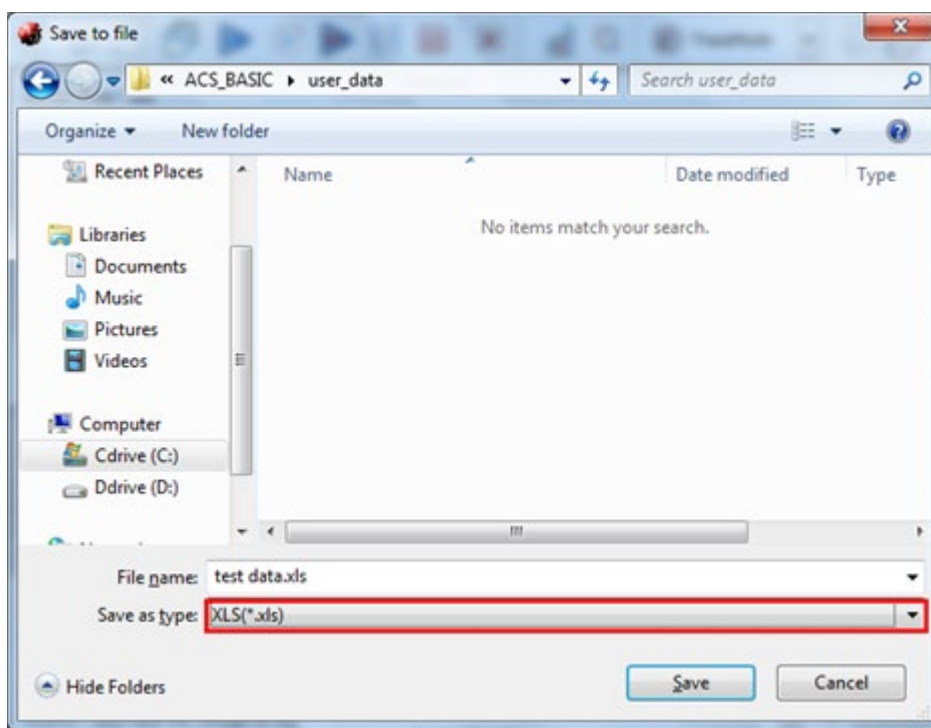 Save to file
« ACS_BASIC ▸ user_data Search user_data
Organize New folder
Recent Places
Name Date modified Type
No items match your search.
Libraries
Documents
Music
Pictures
Videos
Computer
Cdrive (C:)
Ddrive (D:)
File name: test data.xls
Save as type: XLS(*.xls)
Hide Folders Save Cancel